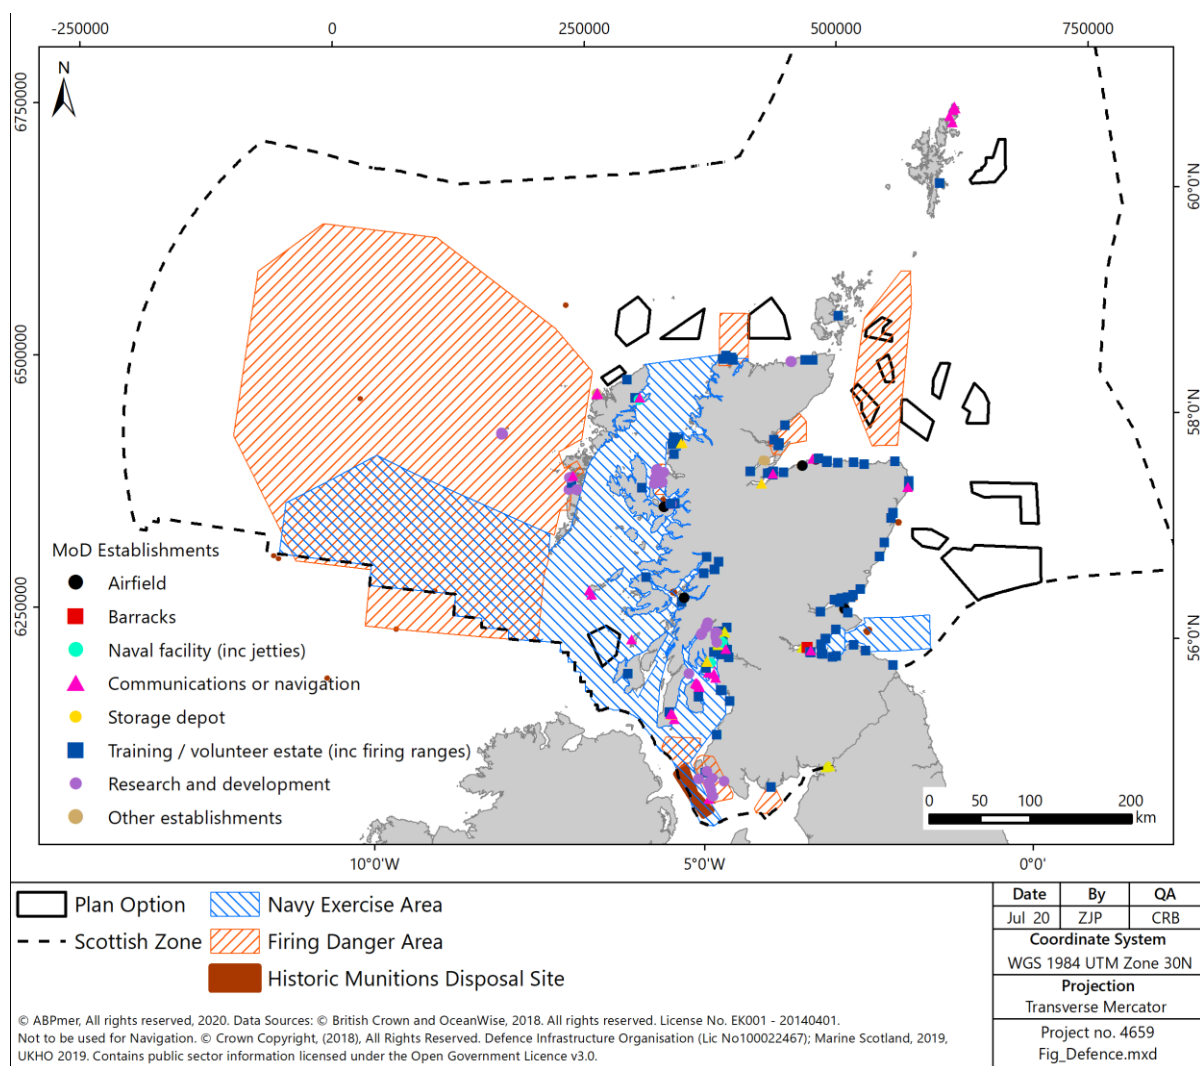 -250000 0 250000 500000 750000
N
6750000
6500000
6250000
60°0'N
58°0'N
56°0'N
MoD Establishments
Airfield
Barracks
Naval facility (inc jetties)
Communications or navigation
Storage depot
Training / volunteer estate (inc firing ranges)
Research and development
Other establishments
0 50 100 200
km
10°0'W 5°0'W 0°0'
Plan Option
Navy Exercise Area
Scottish Zone
Firing Danger Area
Historic Munitions Disposal Site
Date By QA
Jul 20 ZJP CRB
Coordinate System
WGS 1984 UTM Zone 30N
Projection
Transverse Mercator
Project no. 4659
Fig_Defence.mxd
© ABPmer, All rights reserved, 2020. Data Sources: © British Crown and OceanWise, 2018. All rights reserved. License No. EK001 - 20140401.
Not to be used for Navigation. © Crown Copyright, (2018), All Rights Reserved. Defence Infrastructure Organisation (Lic No100022467); Marine Scotland, 2019,
UKHO 2019. Contains public sector information licensed under the Open Government Licence v3.0.